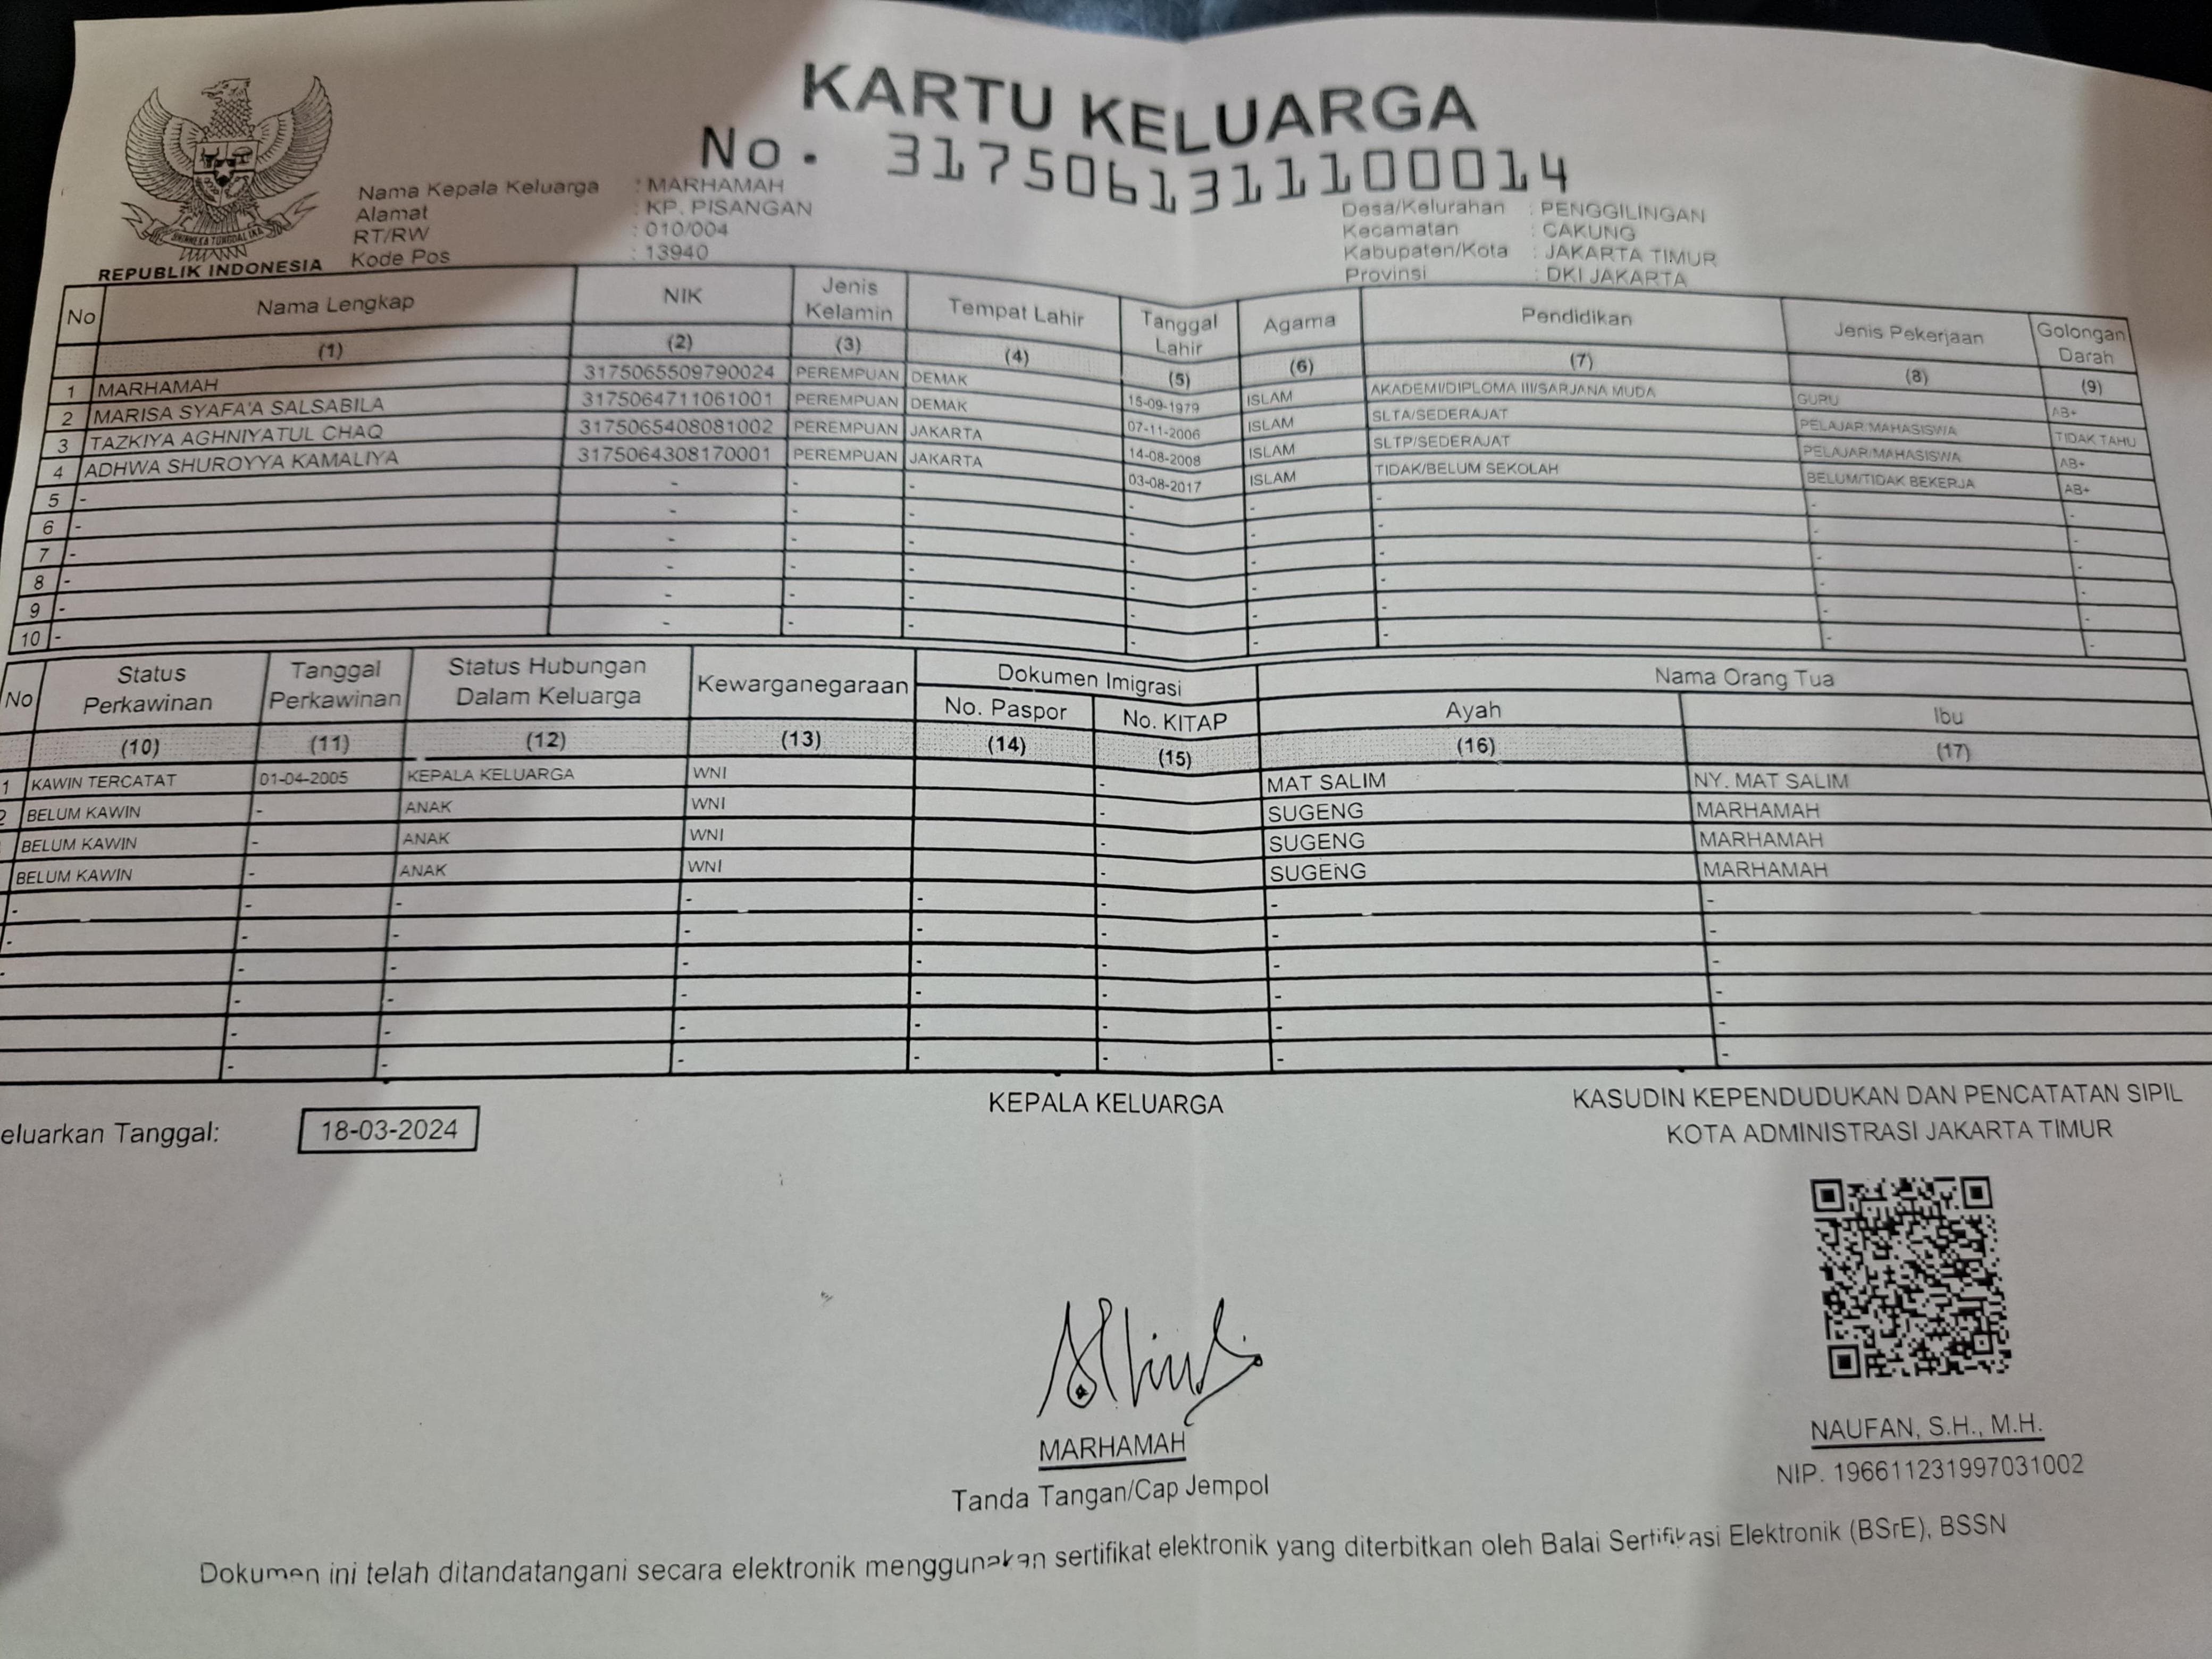 KARTU KELUARGA
No. 3175061311100014
Nama Kepala Keluarga : MARHAMAH
Alamat : KP. PISANGAN
RT/RW : 010/004
Kode Pos : 13940
Desa/Kelurahan : PENGGILINGAN
Kecamatan : CAKUNG
Kabupaten/Kota : JAKARTA TIMUR
Provinsi : DKI JAKARTA
BHINNEKA TUNGGAL IKA
REPUBLIK INDONESIA
No Nama Lengkap NIK Jenis Kelamin Tempat Lahir Tanggal Lahir Agama Pendidikan Jenis Pekerjaan Golongan Darah
(1) (2) (3) (4) (5) (6) (7) (8) (9)
1 MARHAMAH 3175065509790024 PEREMPUAN DEMAK 15-09-1979 ISLAM AKADEMI/DIPLOMA III/SARJANA MUDA GURU AB+
2 MARISA SYAFA'A SALSABILA 3175064711061001 PEREMPUAN DEMAK 07-11-2006 ISLAM SLTA/SEDERAJAT PELAJAR/MAHASISWA TIDAK TAHU
3 TAZKIYA AGHNIYATUL CHAQ 3175065408081002 PEREMPUAN JAKARTA 14-08-2008 ISLAM SLTP/SEDERAJAT PELAJAR/MAHASISWA AB+
4 ADHWA SHUROYYA KAMALIYA 3175064308170001 PEREMPUAN JAKARTA 03-08-2017 ISLAM TIDAK/BELUM SEKOLAH BELUM/TIDAK BEKERJA AB+
5 - - - - - - - - -
6 - - - - - - - - -
7 - - - - - - - - -
8 - - - - - - - - -
9 - - - - - - - - -
10 - - - - - - - - -
No Status Perkawinan Tanggal Perkawinan Status Hubungan Dalam Keluarga Kewarganegaraan Dokumen Imigrasi Nama Orang Tua
No. Paspor No. KITAP Ayah Ibu
(10) (11) (12) (13) (14) (15) (16) (17)
1 KAWIN TERCATAT 01-04-2005 KEPALA KELUARGA WNI - MAT SALIM NY. MAT SALIM
2 BELUM KAWIN - ANAK WNI - SUGENG MARHAMAH
BELUM KAWIN - ANAK WNI - SUGENG MARHAMAH
BELUM KAWIN - ANAK WNI - SUGENG MARHAMAH
- - - - - - - -
- - - - - - - -
- - - - - - - -
- - - - - - -
- - - - - - -
- - - - - - -
eluarkan Tanggal: 18-03-2024
KEPALA KELUARGA
KASUDIN KEPENDUDUKAN DAN PENCATATAN SIPIL
KOTA ADMINISTRASI JAKARTA TIMUR
MARHAMAH
Tanda Tangan/Cap Jempol
NAUFAN, S.H., M.H.
NIP. 196611231997031002
Dokumen ini telah ditandatangani secara elektronik menggunakan sertifikat elektronik yang diterbitkan oleh Balai Sertifikasi Elektronik (BSrE), BSSN